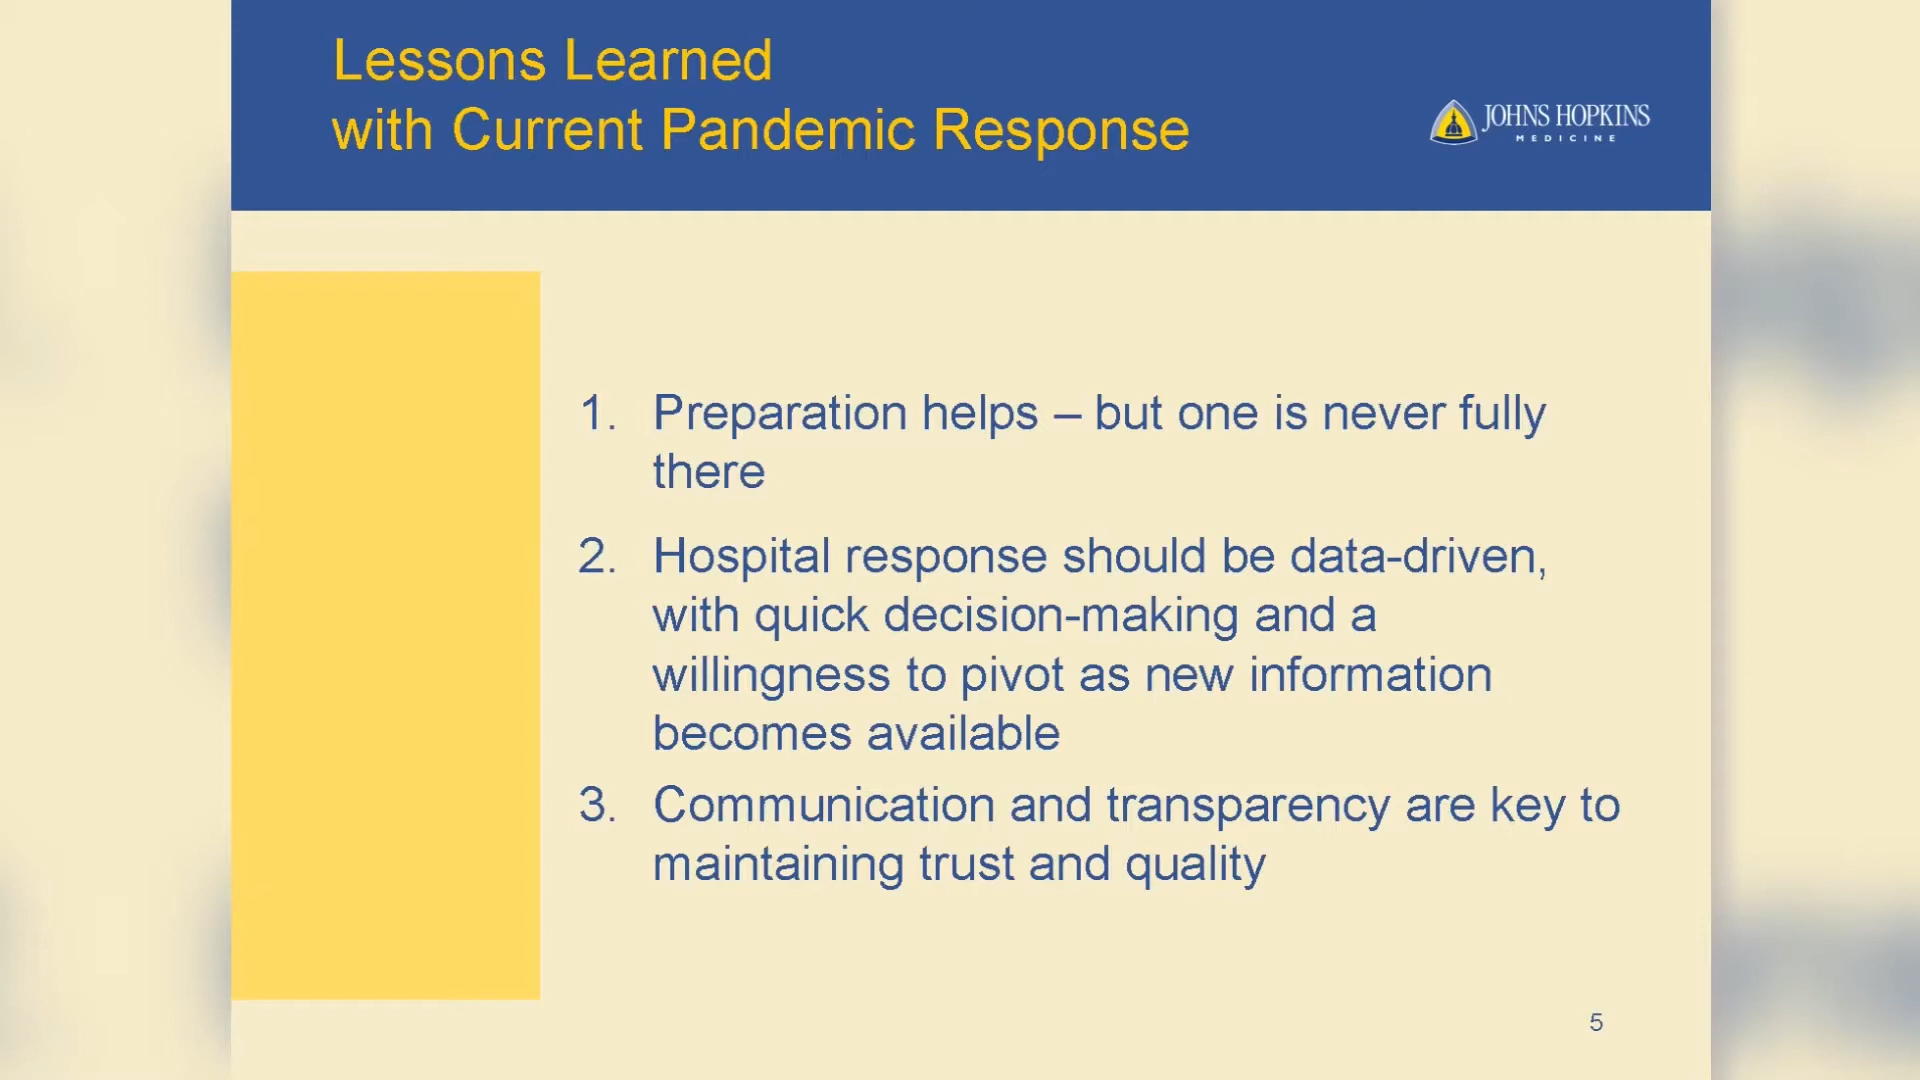 Lessons Learned
with Current Pandemic Response
JOHNS HOPKINS
MEDICINE
1. Preparation helps – but one is never fully
there
2. Hospital response should be data-driven,
with quick decision-making and a
willingness to pivot as new information
becomes available
3. Communication and transparency are key to
maintaining trust and quality
5